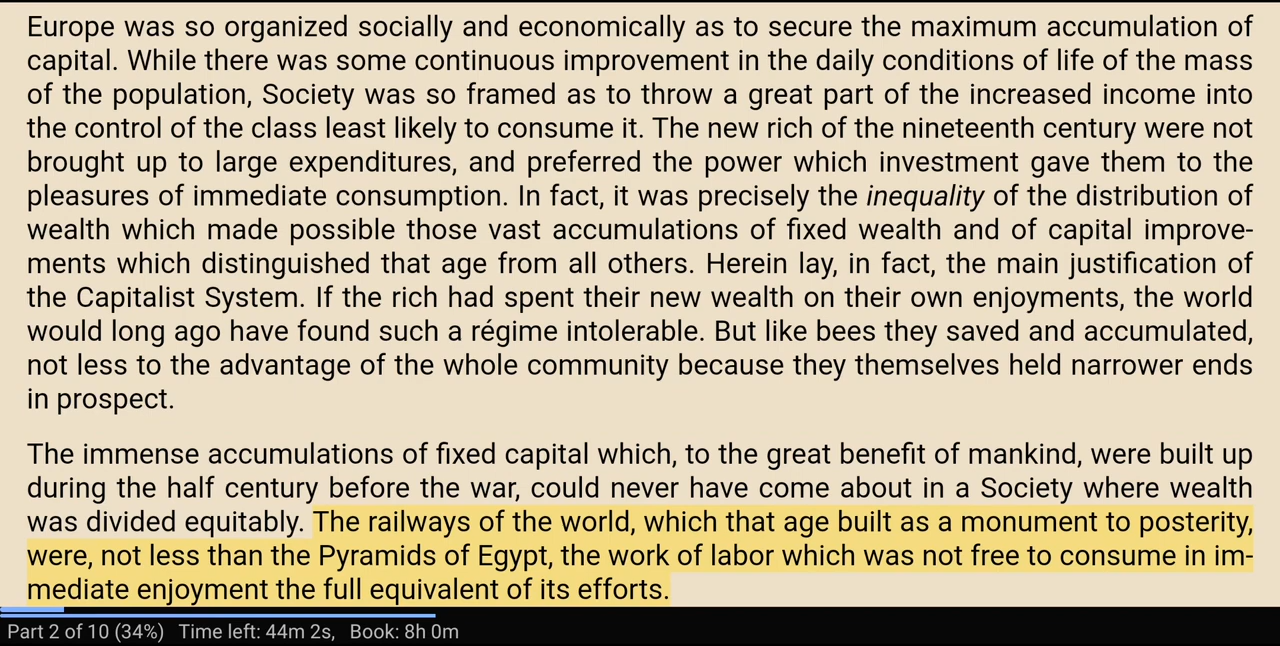 Europe was so organized socially and economically as to secure the maximum accumulation of
capital. While there was some continuous improvement in the daily conditions of life of the mass
of the population, Society was so framed as to throw a great part of the increased income into
the control of the class least likely to consume it. The new rich of the nineteenth century were not
brought up to large expenditures, and preferred the power which investment gave them to the
pleasures of immediate consumption. In fact, it was precisely the inequality of the distribution of
wealth which made possible those vast accumulations of fixed wealth and of capital improve-
ments which distinguished that age from all others. Herein lay, in fact, the main justification of
the Capitalist System. If the rich had spent their new wealth on their own enjoyments, the world
would long ago have found such a régime intolerable. But like bees they saved and accumulated,
not less to the advantage of the whole community because they themselves held narrower ends
in prospect.
The immense accumulations of fixed capital which, to the great benefit of mankind, were built up
during the half century before the war, could never have come about in a Society where wealth
was divided equitably. The railways of the world, which that age built as a monument to posterity,
were, not less than the Pyramids of Egypt, the work of labor which was not free to consume in im-
mediate enjoyment the full equivalent of its efforts.
Part 2 of 10 (34%) Time left: 44m 2s, Book: 8h 0m